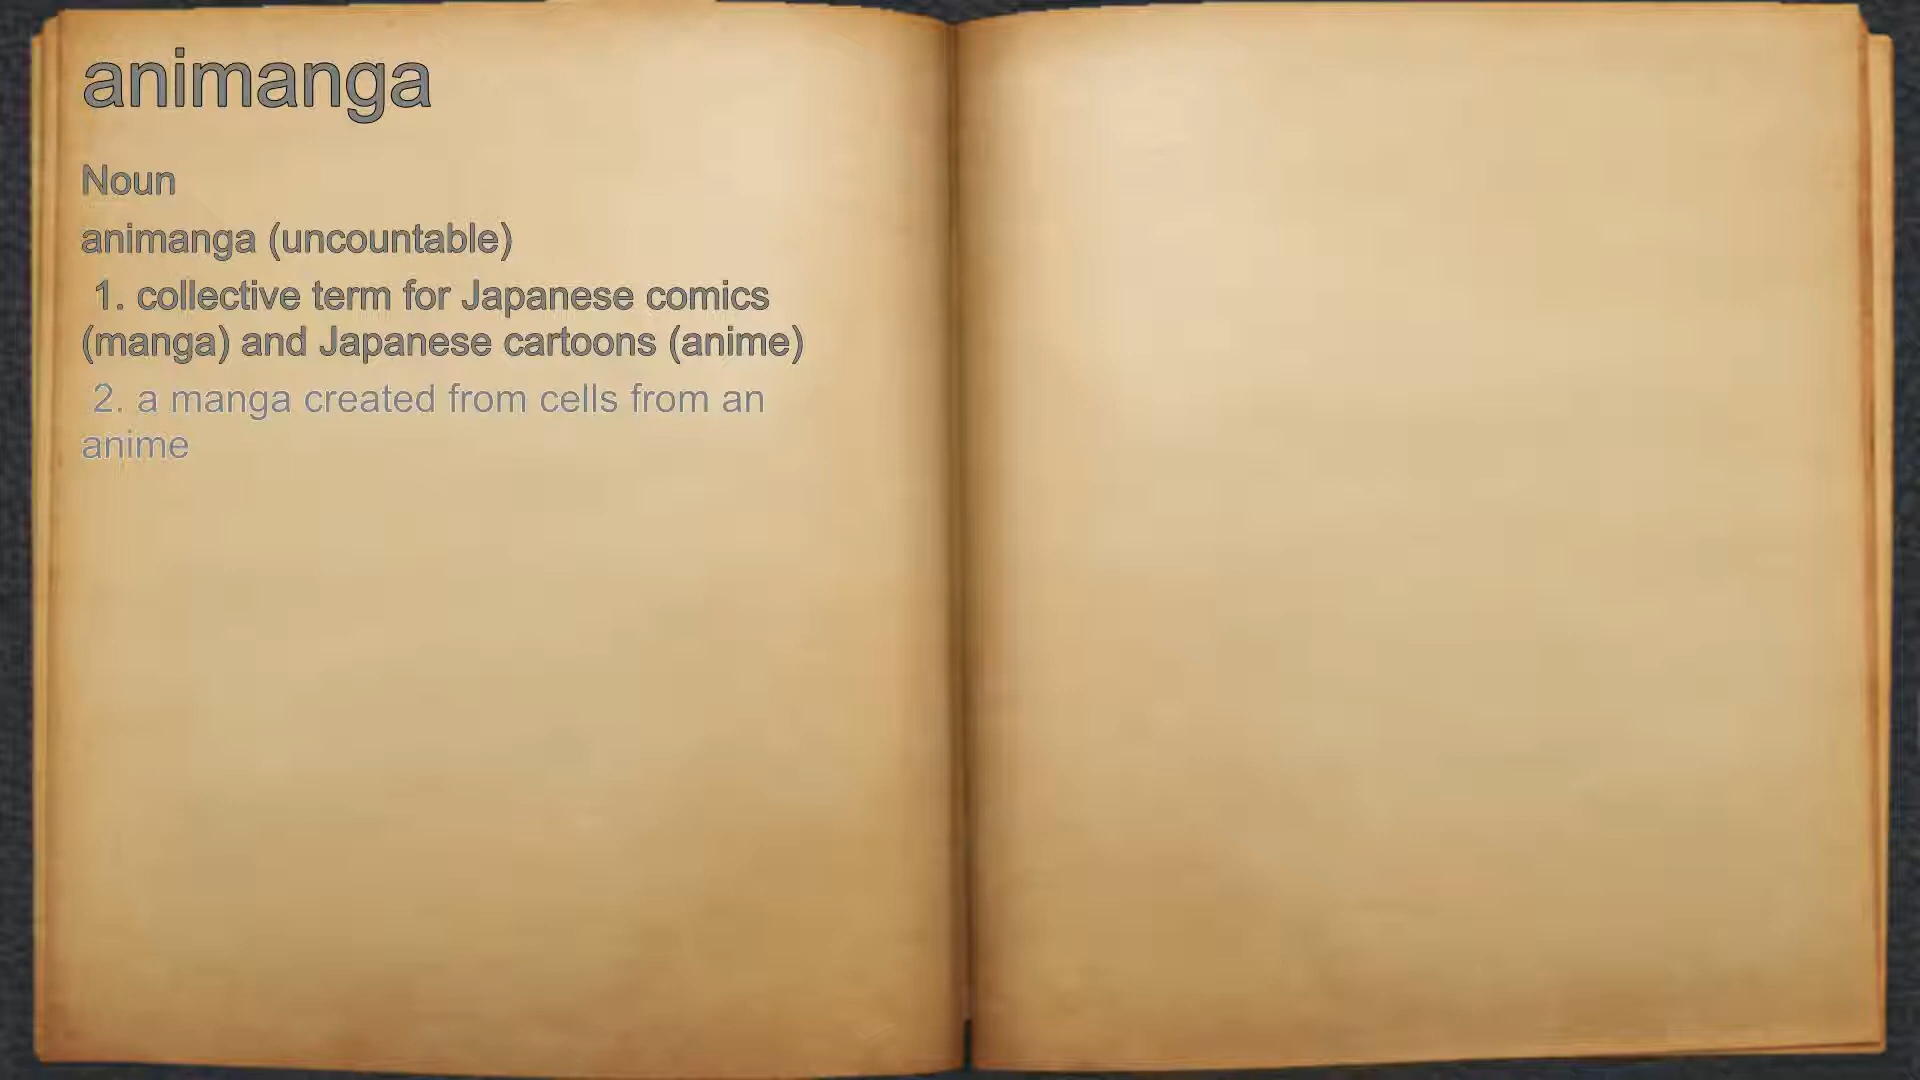 animanga
Noun
animanga (uncountable)
1. collective term for Japanese comics
(manga) and Japanese cartoons (anime)
2. a manga created from cells from an
anime